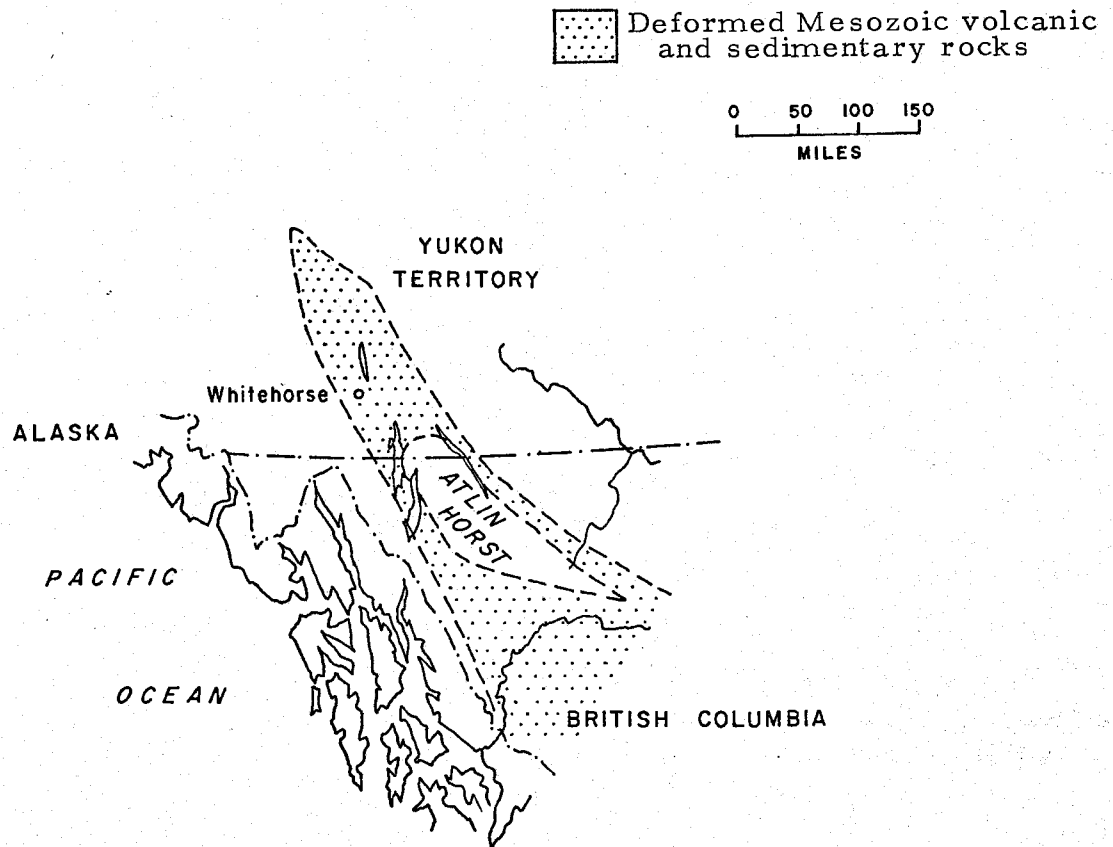 Deformed Mesozoic volcanic
and sedimentary rocks
0 50 100 150
MILES
YUKON
TERRITORY
Whitehorse
ALASKA
ATLIN
HORST
PACIFIC
OCEAN
BRITISH COLUMBIA